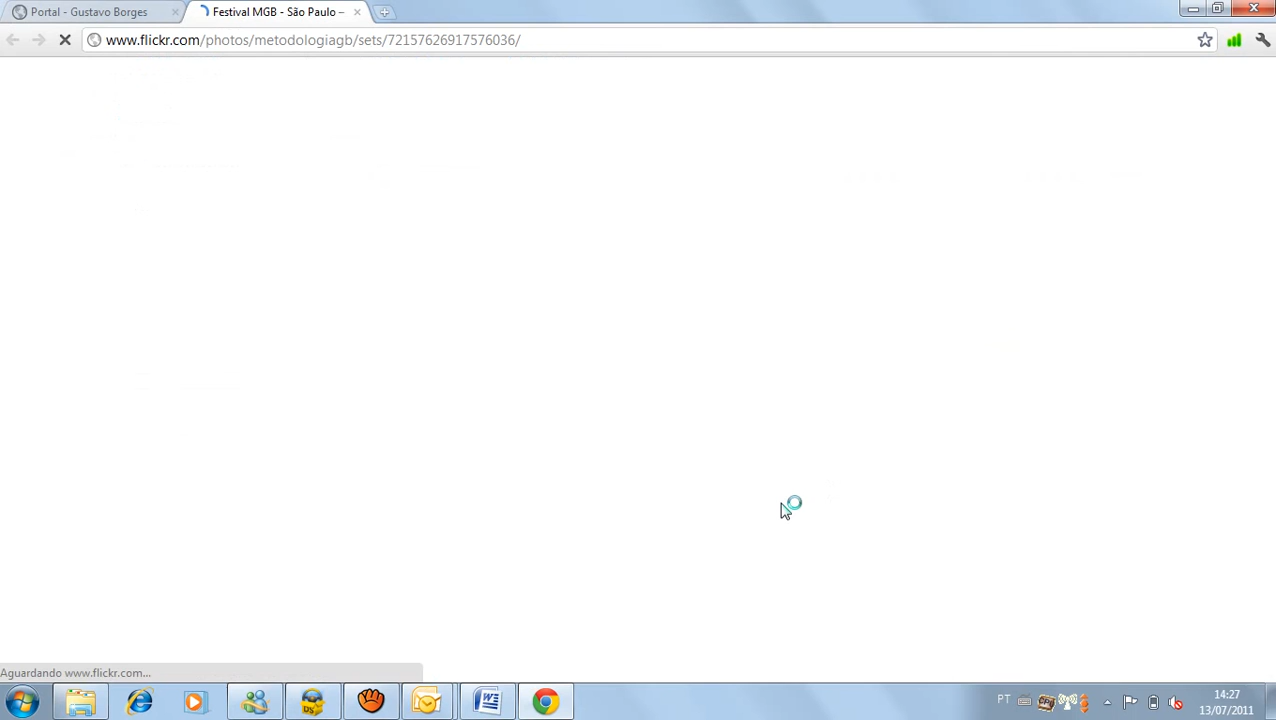 Portal - Gustavo Borges
Festival MGB - São Paulo –
www.flickr.com/photos/metodologiagb/sets/72157626917576036/
Aguardando www.flickr.com...
PT
14:27
13/07/2011